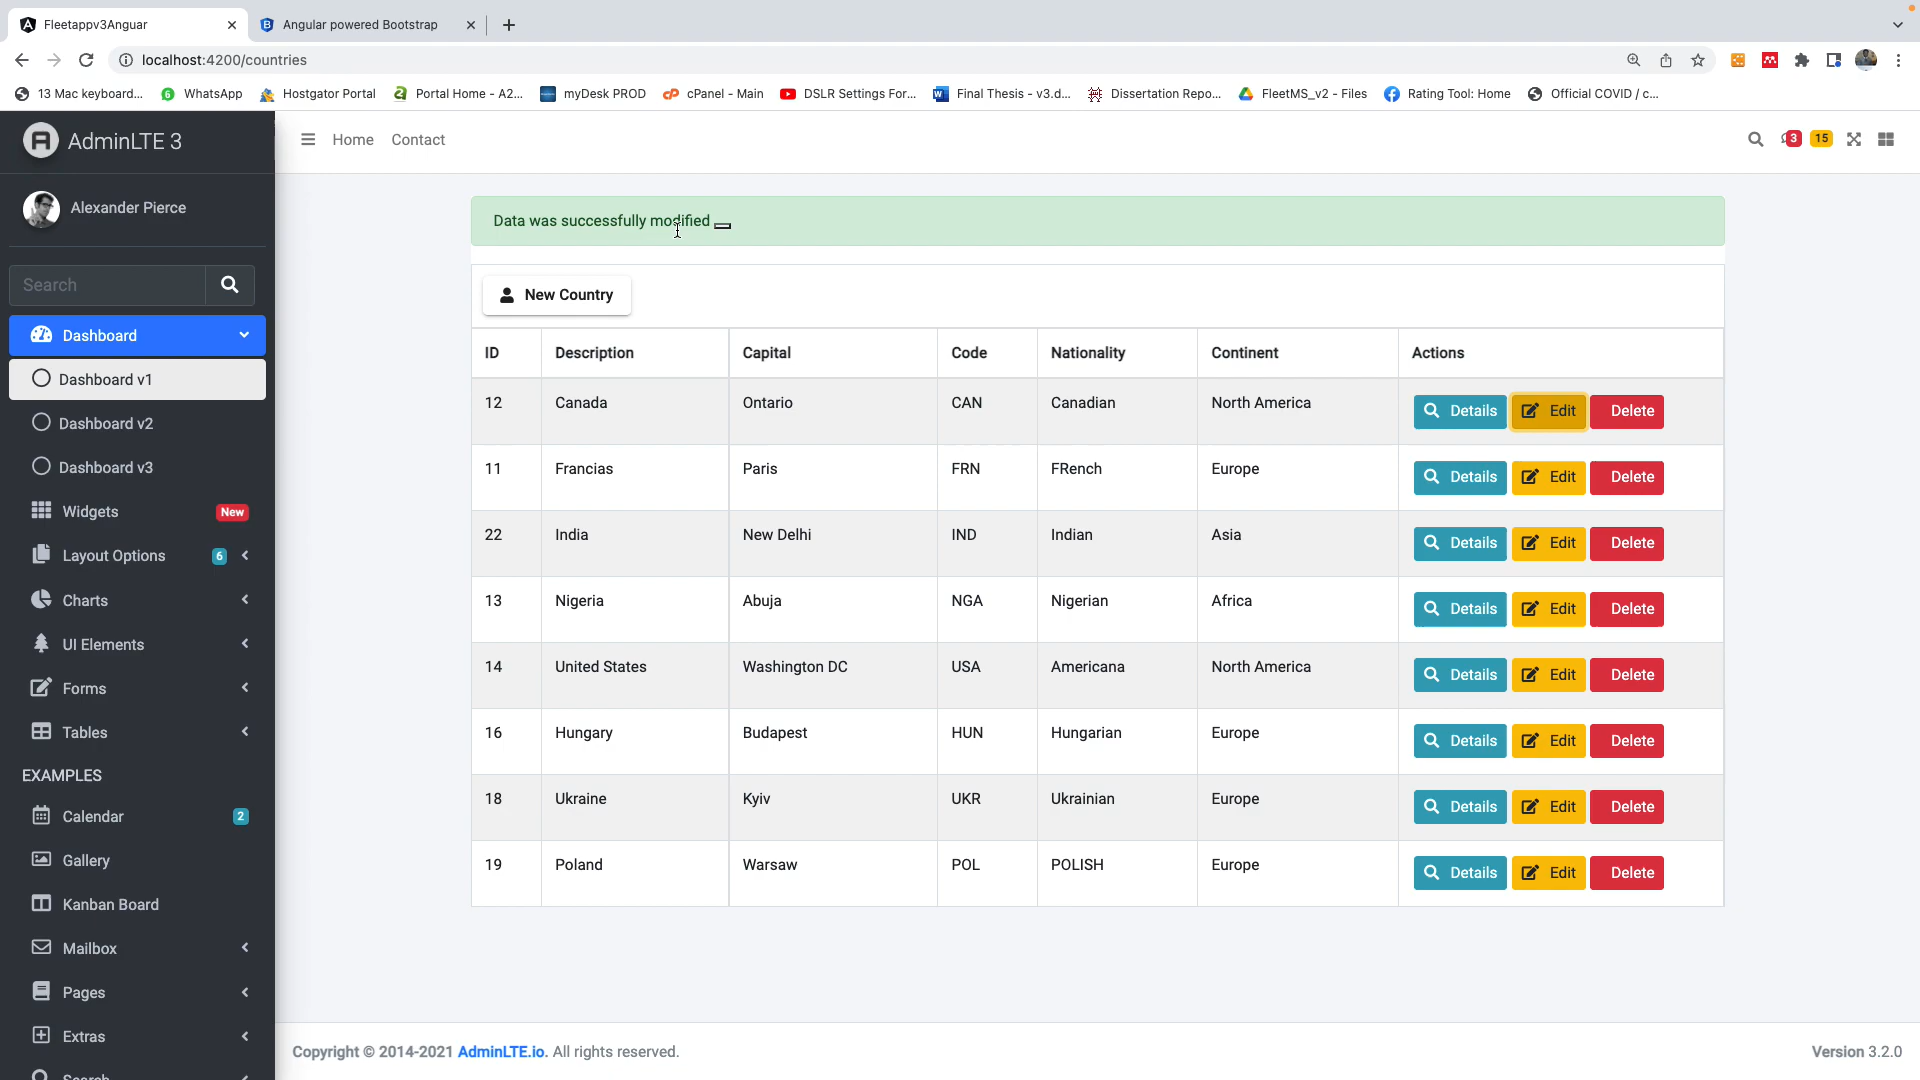 Fleetappv3Anguar
Angular powered Bootstrap
localhost:4200/countries
13 Mac keyboard...
WhatsApp
Hostgator Portal
Portal Home - A2...
myDesk PROD
cPanel - Main
DSLR Settings For...
Final Thesis - v3.d...
Dissertation Repo...
FleetMS_v2 - Files
Rating Tool: Home
Official COVID / c...
AdminLTE 3
Home Contact
3 15
Alexander Pierce
Search
Dashboard
Dashboard v1
Dashboard v2
Dashboard v3
Widgets New
Layout Options 6
Charts
UI Elements
Forms
Tables
EXAMPLES
Calendar 2
Gallery
Kanban Board
Mailbox
Pages
Extras
Search
Data was successfully modified
New Country
ID Description Capital Code Nationality Continent Actions
12 Canada Ontario CAN Canadian North America Details Edit Delete
11 Francias Paris FRN FRench Europe Details Edit Delete
22 India New Delhi IND Indian Asia Details Edit Delete
13 Nigeria Abuja NGA Nigerian Africa Details Edit Delete
14 United States Washington DC USA Americana North America Details Edit Delete
16 Hungary Budapest HUN Hungarian Europe Details Edit Delete
18 Ukraine Kyiv UKR Ukrainian Europe Details Edit Delete
19 Poland Warsaw POL POLISH Europe Details Edit Delete
Copyright © 2014-2021 AdminLTE.io. All rights reserved.
Version 3.2.0